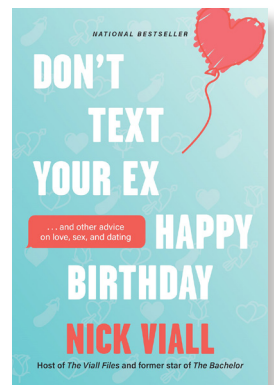 NATIONAL BESTSELLER
DON'T
TEXT
YOUR EX
... and other advice
on love, sex, and dating
HAPPY
BIRTHDAY
NICK VIALL
Host of The Viall Files and former star of The Bachelor